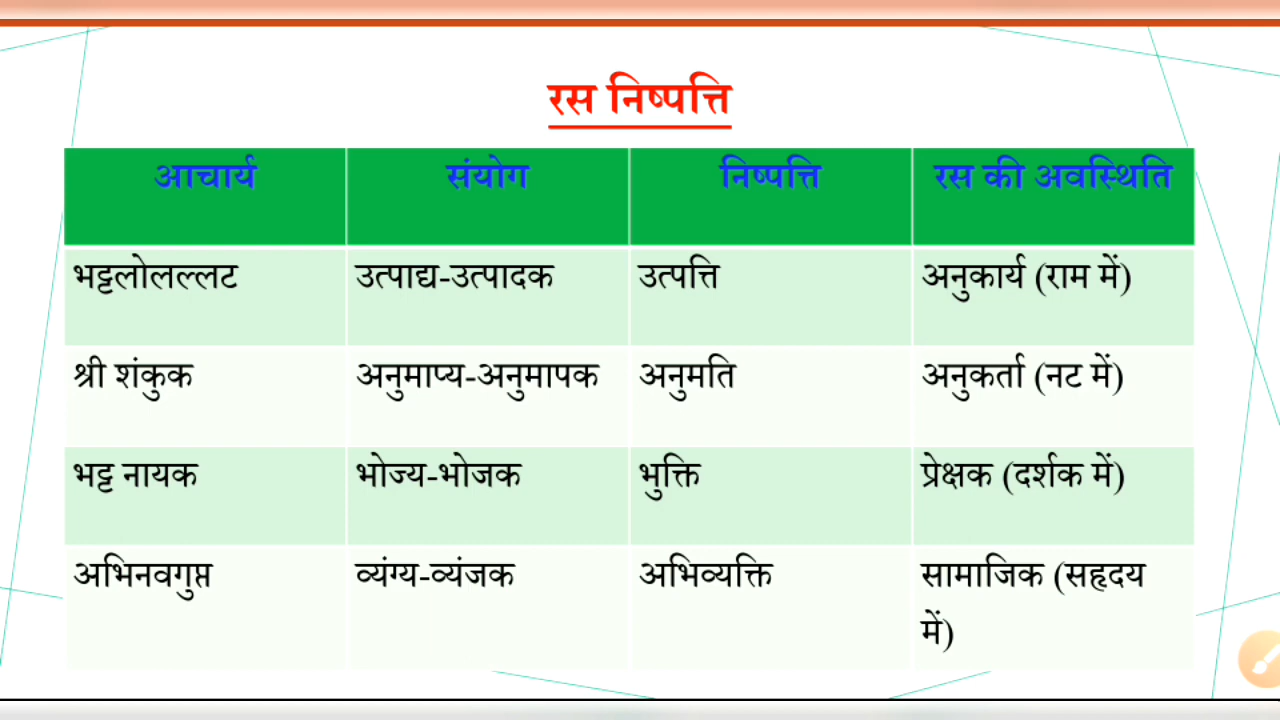 रस निष्पत्ति
आचार्य संयोग निष्पत्ति रस की अवस्थिति
भट्टलोलल्लट उत्पाद्य-उत्पादक उत्पत्ति अनुकार्य (राम में)
श्री शंकुक अनुमाप्य-अनुमापक अनुमति अनुकर्ता (नट में)
भट्ट नायक भोज्य-भोजक भुक्ति प्रेक्षक (दर्शक में)
अभिनवगुप्त व्यंग्य-व्यंजक अभिव्यक्ति सामाजिक (सहृदय
में)